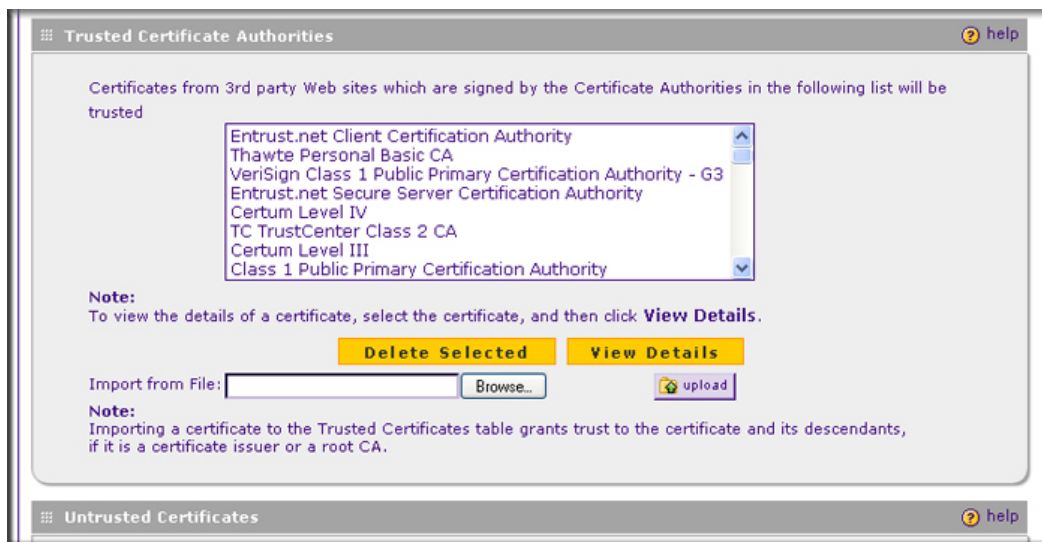 Trusted Certificate Authorities
help
Certificates from 3rd party Web sites which are signed by the Certificate Authorities in the following list will be
trusted
Entrust.net Client Certification Authority
Thawte Personal Basic CA
VeriSign Class 1 Public Primary Certification Authority - G3
Entrust.net Secure Server Certification Authority
Certum Level IV
TC TrustCenter Class 2 CA
Certum Level III
Class 1 Public Primary Certification Authority
Note:
To view the details of a certificate, select the certificate, and then click View Details.
Delete Selected
View Details
Import from File:
Browse...
upload
Note:
Importing a certificate to the Trusted Certificates table grants trust to the certificate and its descendants,
if it is a certificate issuer or a root CA.
Untrusted Certificates
help